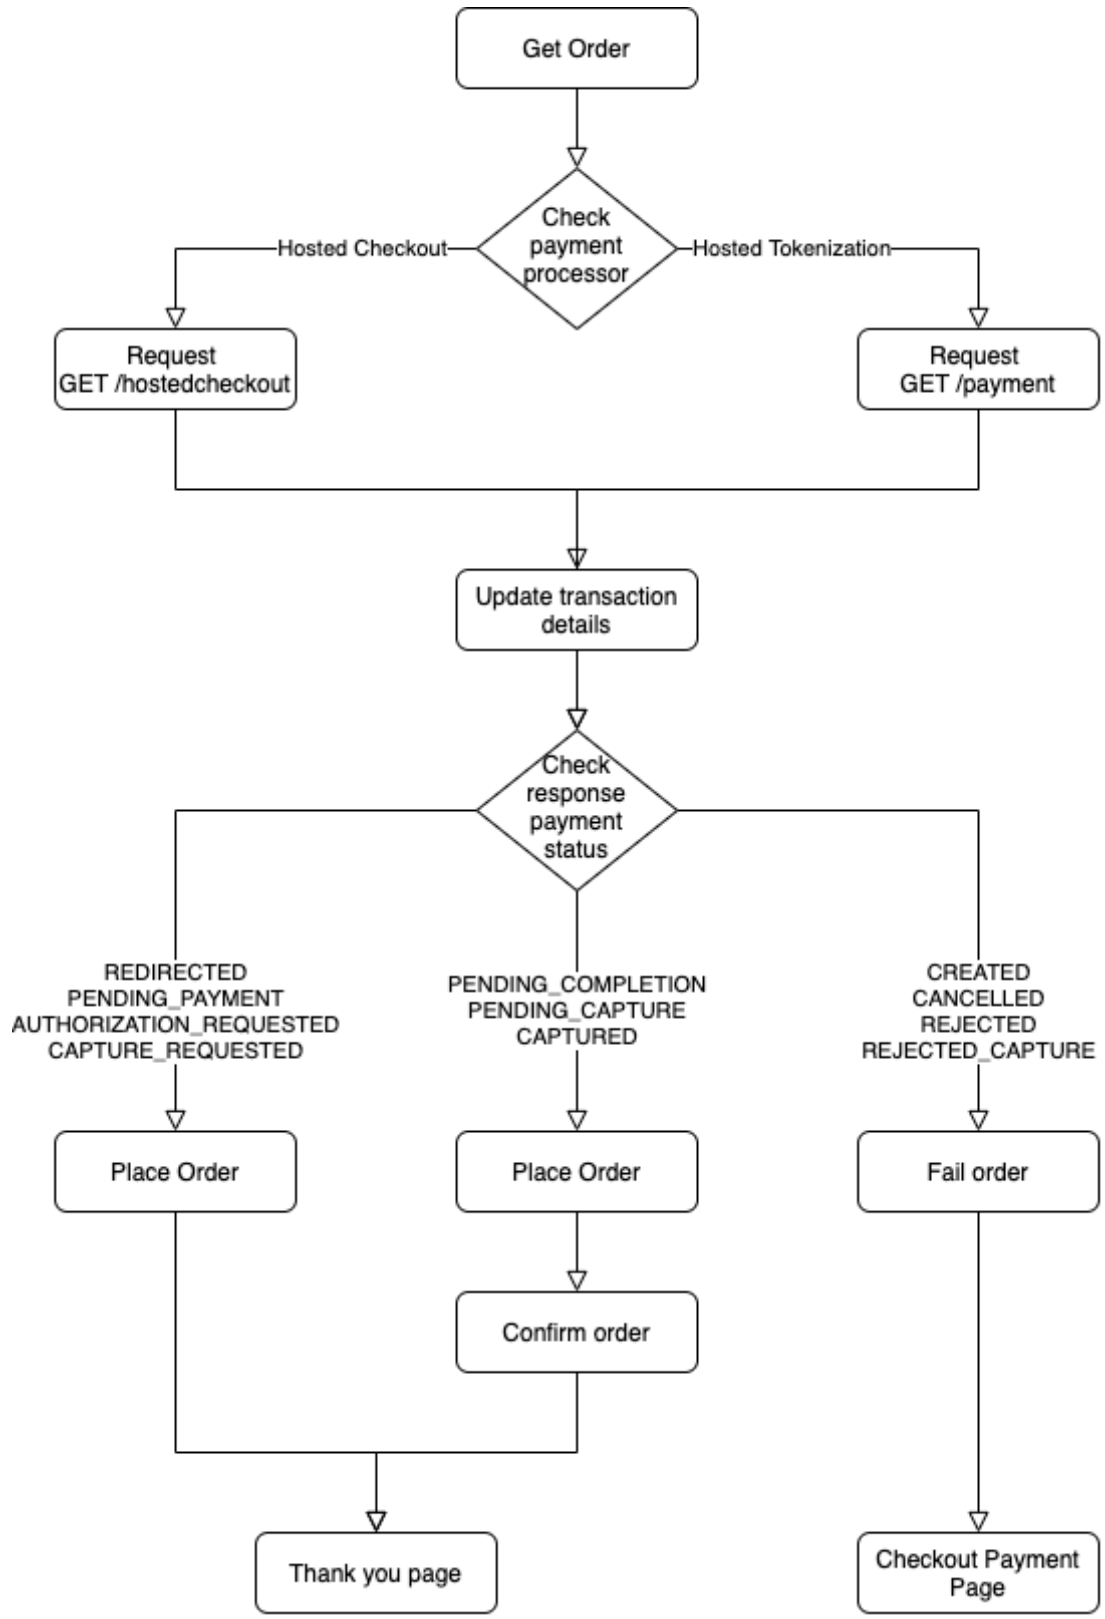 Get Order
Check
payment
processor
Hosted Checkout
Hosted Tokenization
Request
GET /hostedcheckout
Request
GET /payment
Update transaction
details
Check
response
payment
status
REDIRECTED
PENDING_PAYMENT
AUTHORIZATION_REQUESTED
CAPTURE_REQUESTED
PENDING_COMPLETION
PENDING_CAPTURE
CAPTURED
CREATED
CANCELLED
REJECTED
REJECTED_CAPTURE
Place Order
Place Order
Fail order
Confirm order
Thank you page
Checkout Payment
Page